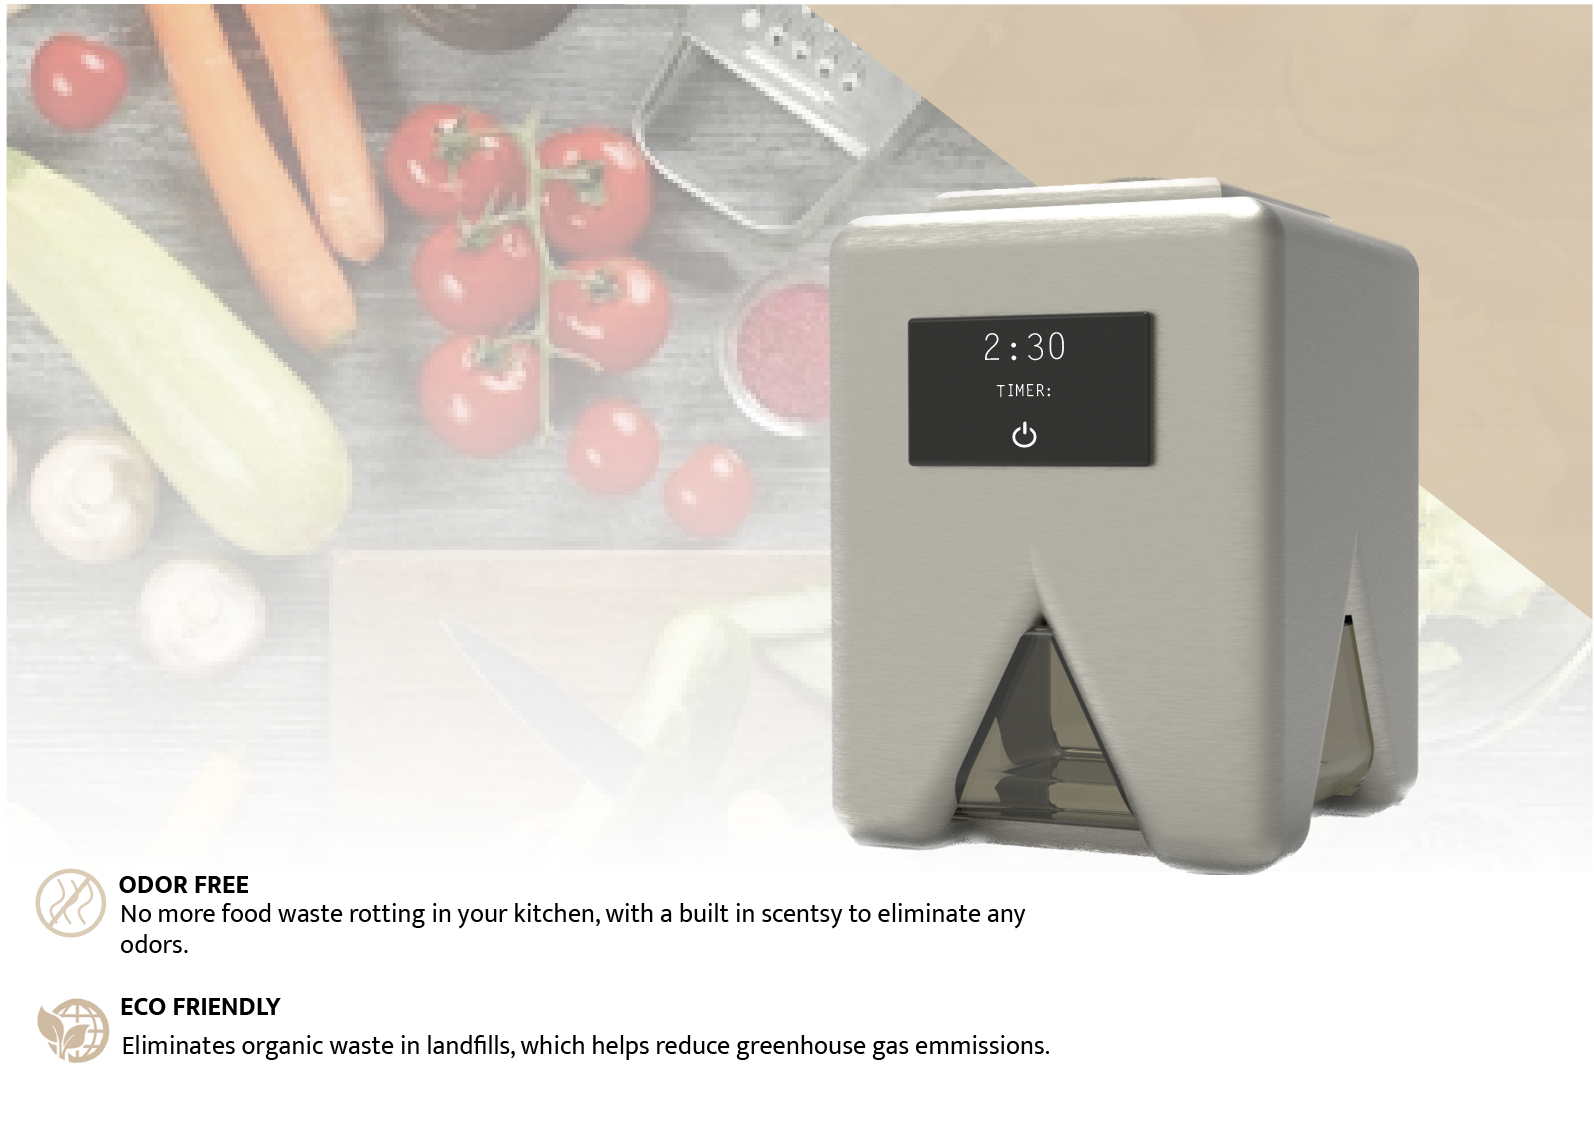 2:30
TIMER:
ODOR FREE
No more food waste rotting in your kitchen, with a built in scentsy to eliminate any
odors.
ECO FRIENDLY
Eliminates organic waste in landfills, which helps reduce greenhouse gas emmissions.